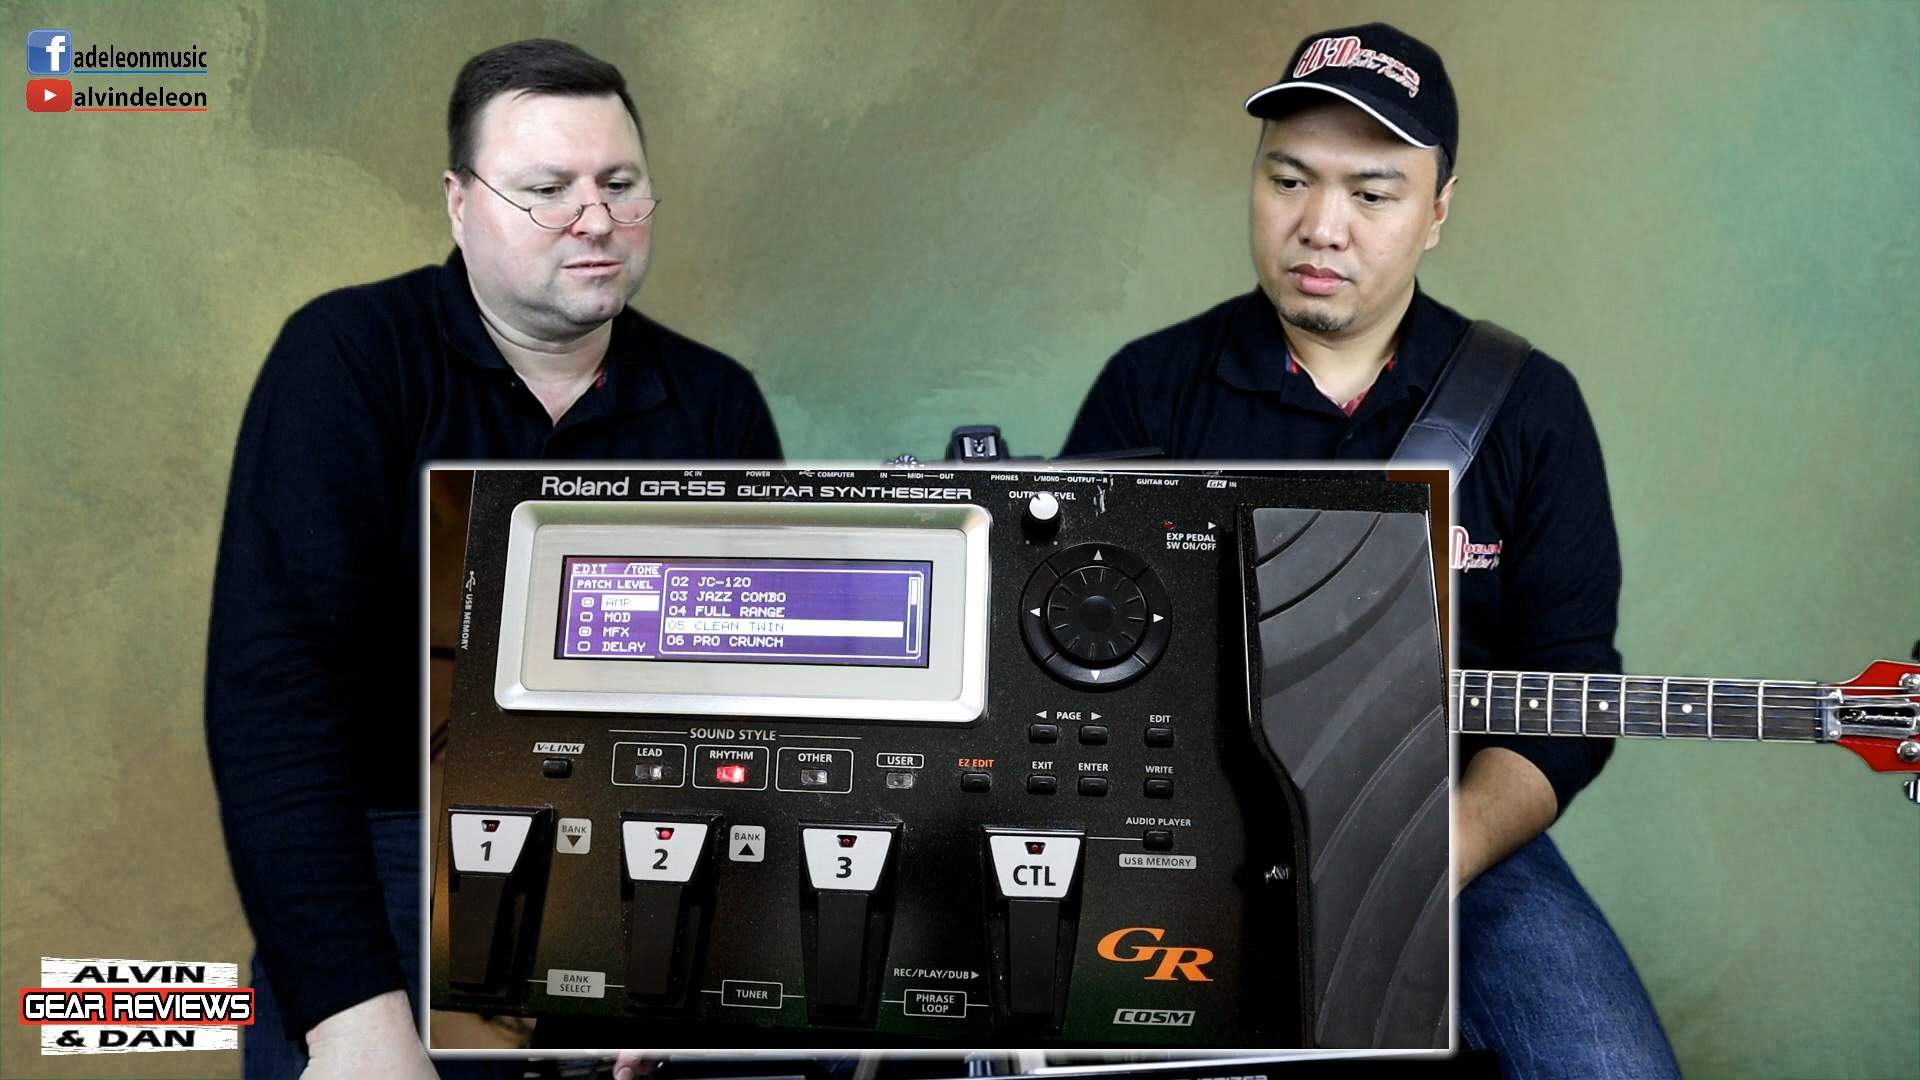 adeleonmusic
alvindeleon
DC IN
POWER
COMPUTER
IN — MIDI — OUT
PHONES
L/MONO—OUTPUT—R
GUITAR OUT
GK IN
Roland GR-55 GUITAR SYNTHESIZER
OUTPUT LEVEL
EXP PEDAL
SW ON/OFF
USB MEMORY
EDIT /TONE
PATCH LEVEL
AMP
MOD
MFX
DELAY
02 JC-120
03 JAZZ COMBO
04 FULL RANGE
05 CLEAN TWIN
06 PRO CRUNCH
PAGE
EDIT
SOUND STYLE
V-LINK
LEAD
RHYTHM
OTHER
USER
EZ EDIT
EXIT
ENTER
WRITE
AUDIO PLAYER
USB MEMORY
1
BANK
2
BANK
3
CTL
GR
COSM
BANK
SELECT
TUNER
REC/PLAY/DUB
PHRASE
LOOP
ALVIN
GEAR REVIEWS
& DAN